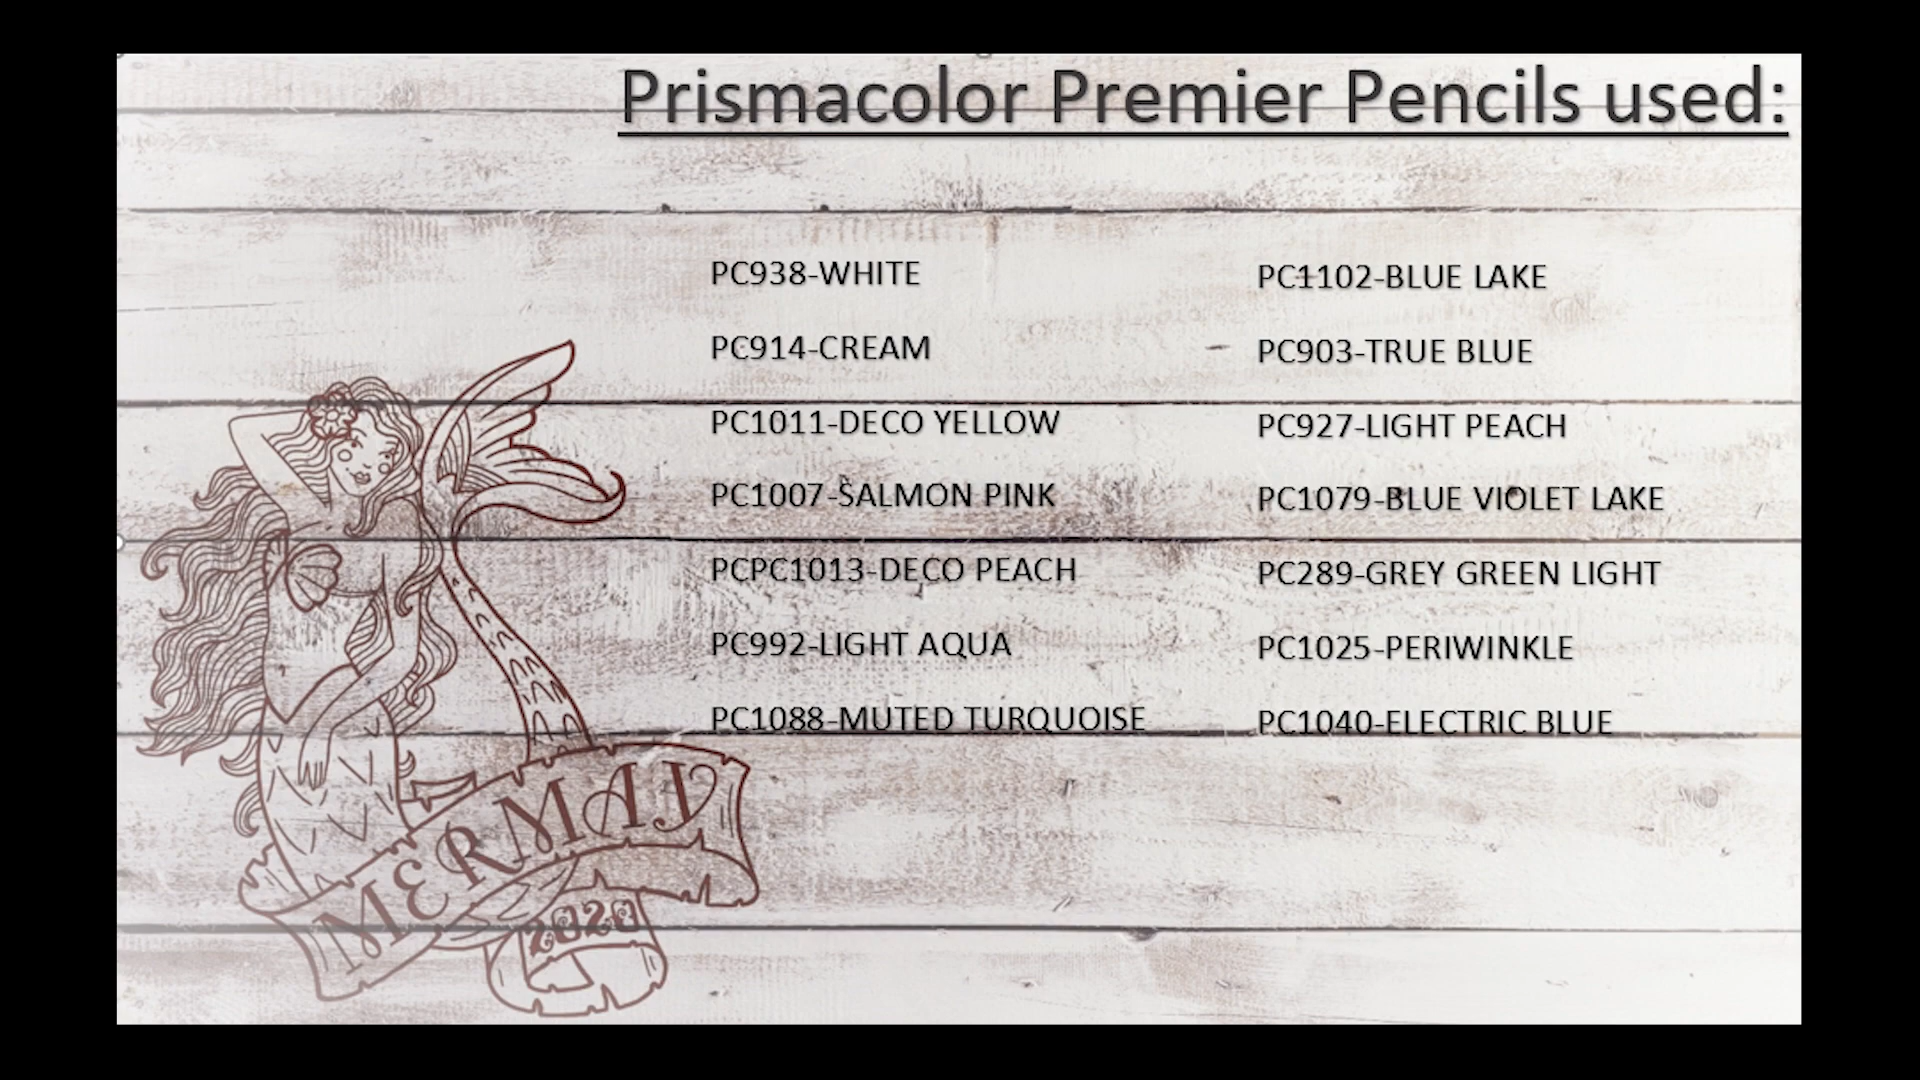 Prismacolor Premier Pencils used:
PC938-WHITE
PC914-CREAM
PC1011-DECO YELLOW
PC1007-SALMON PINK
PCPC1013-DECO PEACH
PC992-LIGHT AQUA
PC1088-MUTED TURQUOISE
PC1102-BLUE LAKE
PC903-TRUE BLUE
PC927-LIGHT PEACH
PC1079-BLUE VIOLET LAKE
PC289-GREY GREEN LIGHT
PC1025-PERIWINKLE
PC1040-ELECTRIC BLUE
MERMAY
2020